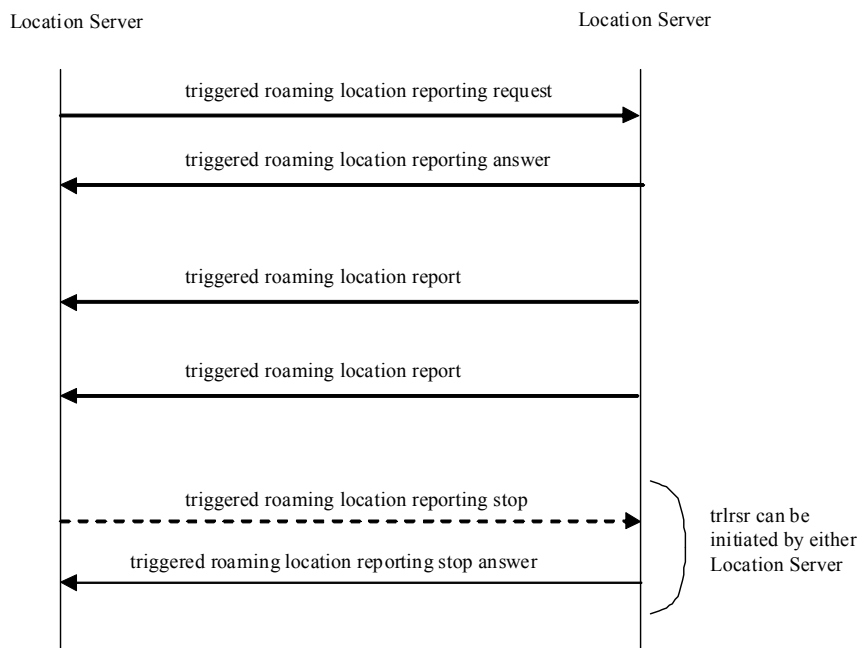 Location Server
Location Server
triggered roaming location reporting request
triggered roaming location reporting answer
triggered roaming location report
triggered roaming location report
triggered roaming location reporting stop
trlrsr can be
initiated by either
Location Server
triggered roaming location reporting stop answer